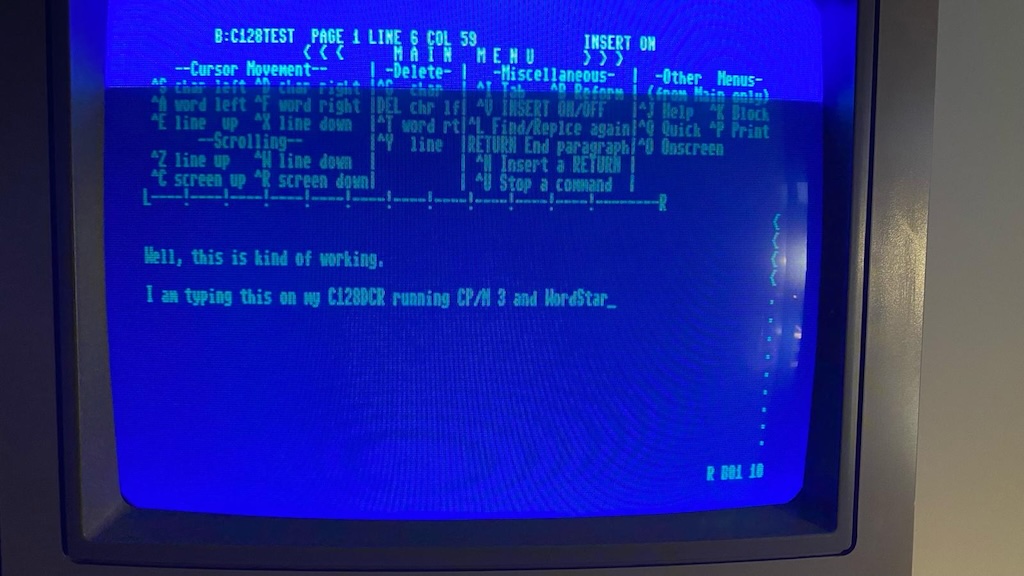 B:C128TEST PAGE 1 LINE 6 COL 59 INSERT ON
< < < M A I N M E N U > > >
--Cursor Movement-- | -Delete- | -Miscellaneous- | -Other Menus-
^S char left ^D char right |^G char | ^I Tab ^B Reform | (from Main only)
^A word left ^F word right |DEL chr lf| ^V INSERT ON/OFF |^J Help ^K Block
^E line up ^X line down |^T word rt|^L Find/Replce again|^Q Quick ^P Print
--Scrolling-- |^Y line |RETURN End paragraph|^O Onscreen
^Z line up ^W line down | | ^N Insert a RETURN |
^C screen up ^R screen down| | ^U Stop a command |
L----!----!----!----!----!----!----!----!----!----!----!--------R
<
<
<
Well, this is kind of working.
<
I am typing this on my C128DCR running CP/M 3 and WordStar_
R B01 10